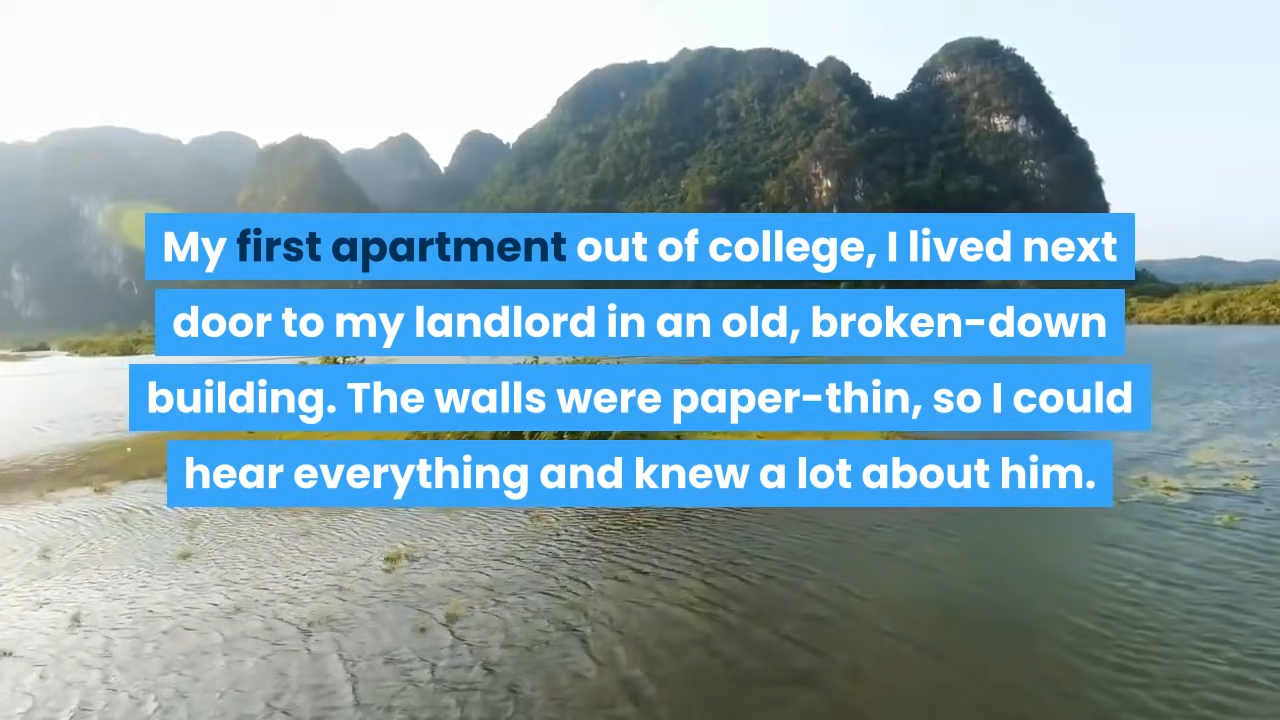 My first apartment out of college, I lived next
door to my landlord in an old, broken-down
building. The walls were paper-thin, so I could
hear everything and knew a lot about him.